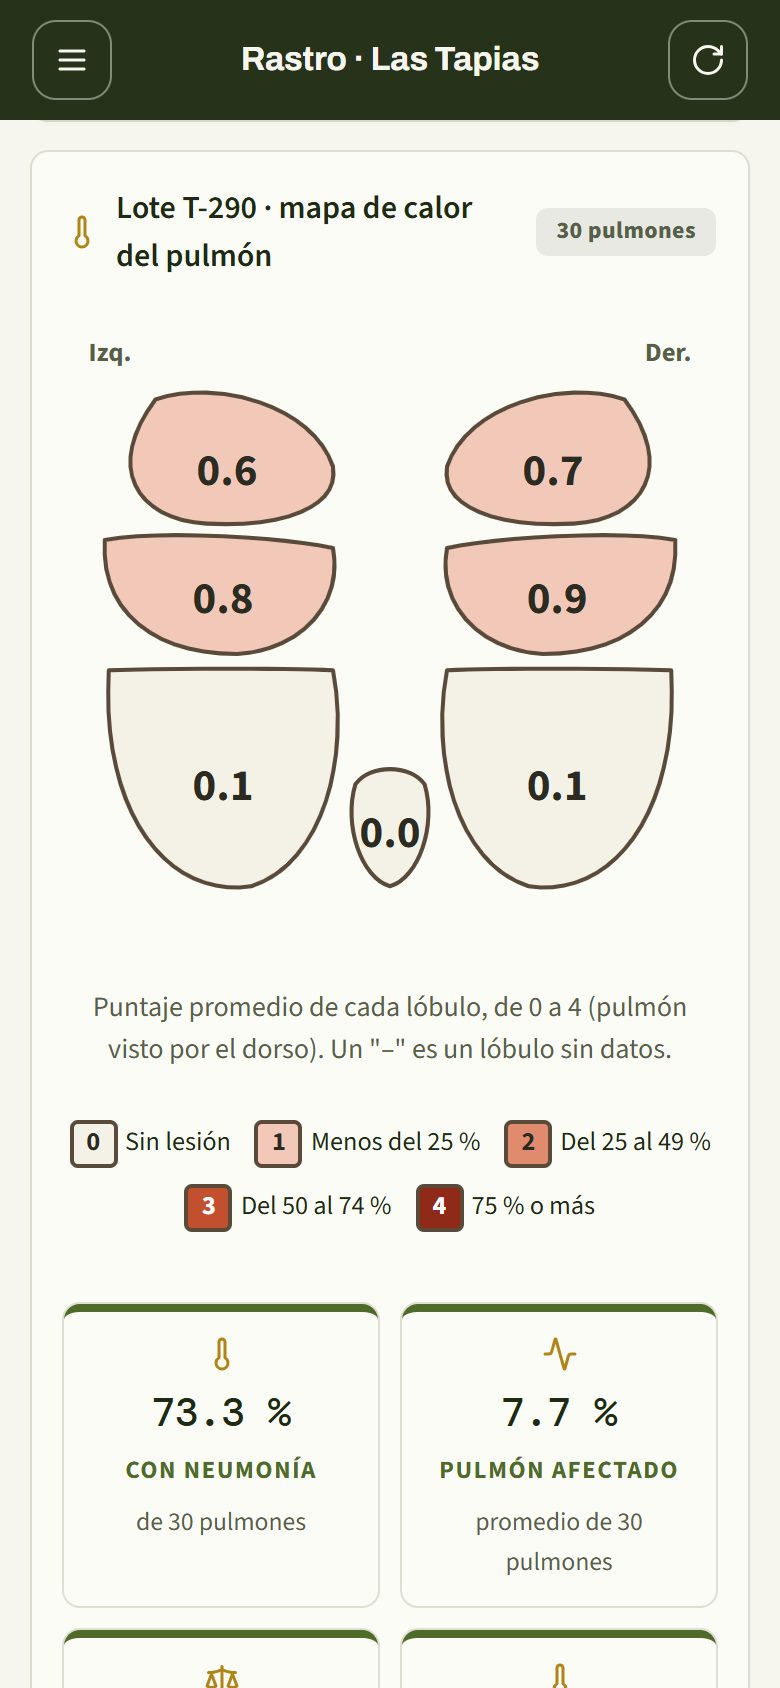 Rastro · Las Tapias
Lote T-290 · mapa de calor
del pulmón
30 pulmones
Izq.
Der.
0.6
0.7
0.8
0.9
0.1
0.0
0.1
Puntaje promedio de cada lóbulo, de 0 a 4 (pulmón
visto por el dorso). Un "–" es un lóbulo sin datos.
0 Sin lesión 1 Menos del 25 % 2 Del 25 al 49 %
3 Del 50 al 74 % 4 75 % o más
73.3 %
CON NEUMONÍA
de 30 pulmones
7.7 %
PULMÓN AFECTADO
promedio de 30
pulmones